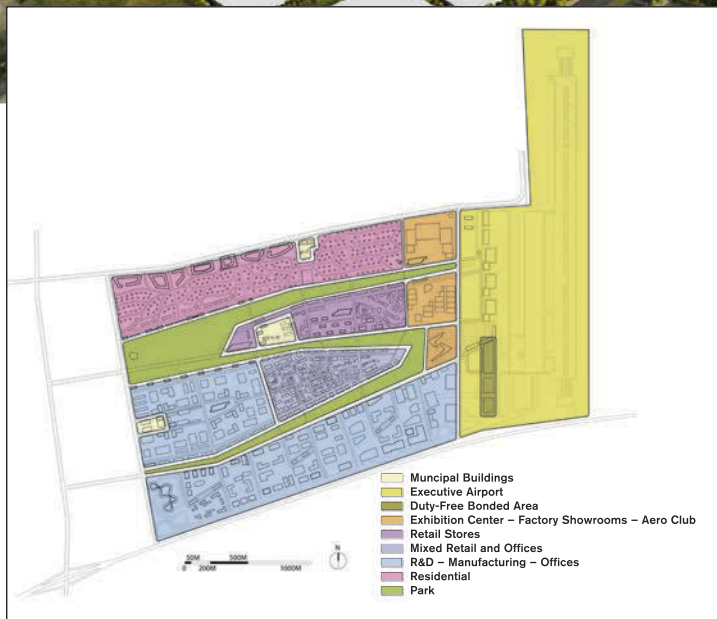 Muncipal Buildings
Executive Airport
Duty-Free Bonded Area
Exhibition Center – Factory Showrooms – Aero Club
Retail Stores
Mixed Retail and Offices
R&D – Manufacturing – Offices
Residential
Park
50M 500M
0 200M 1000M
N